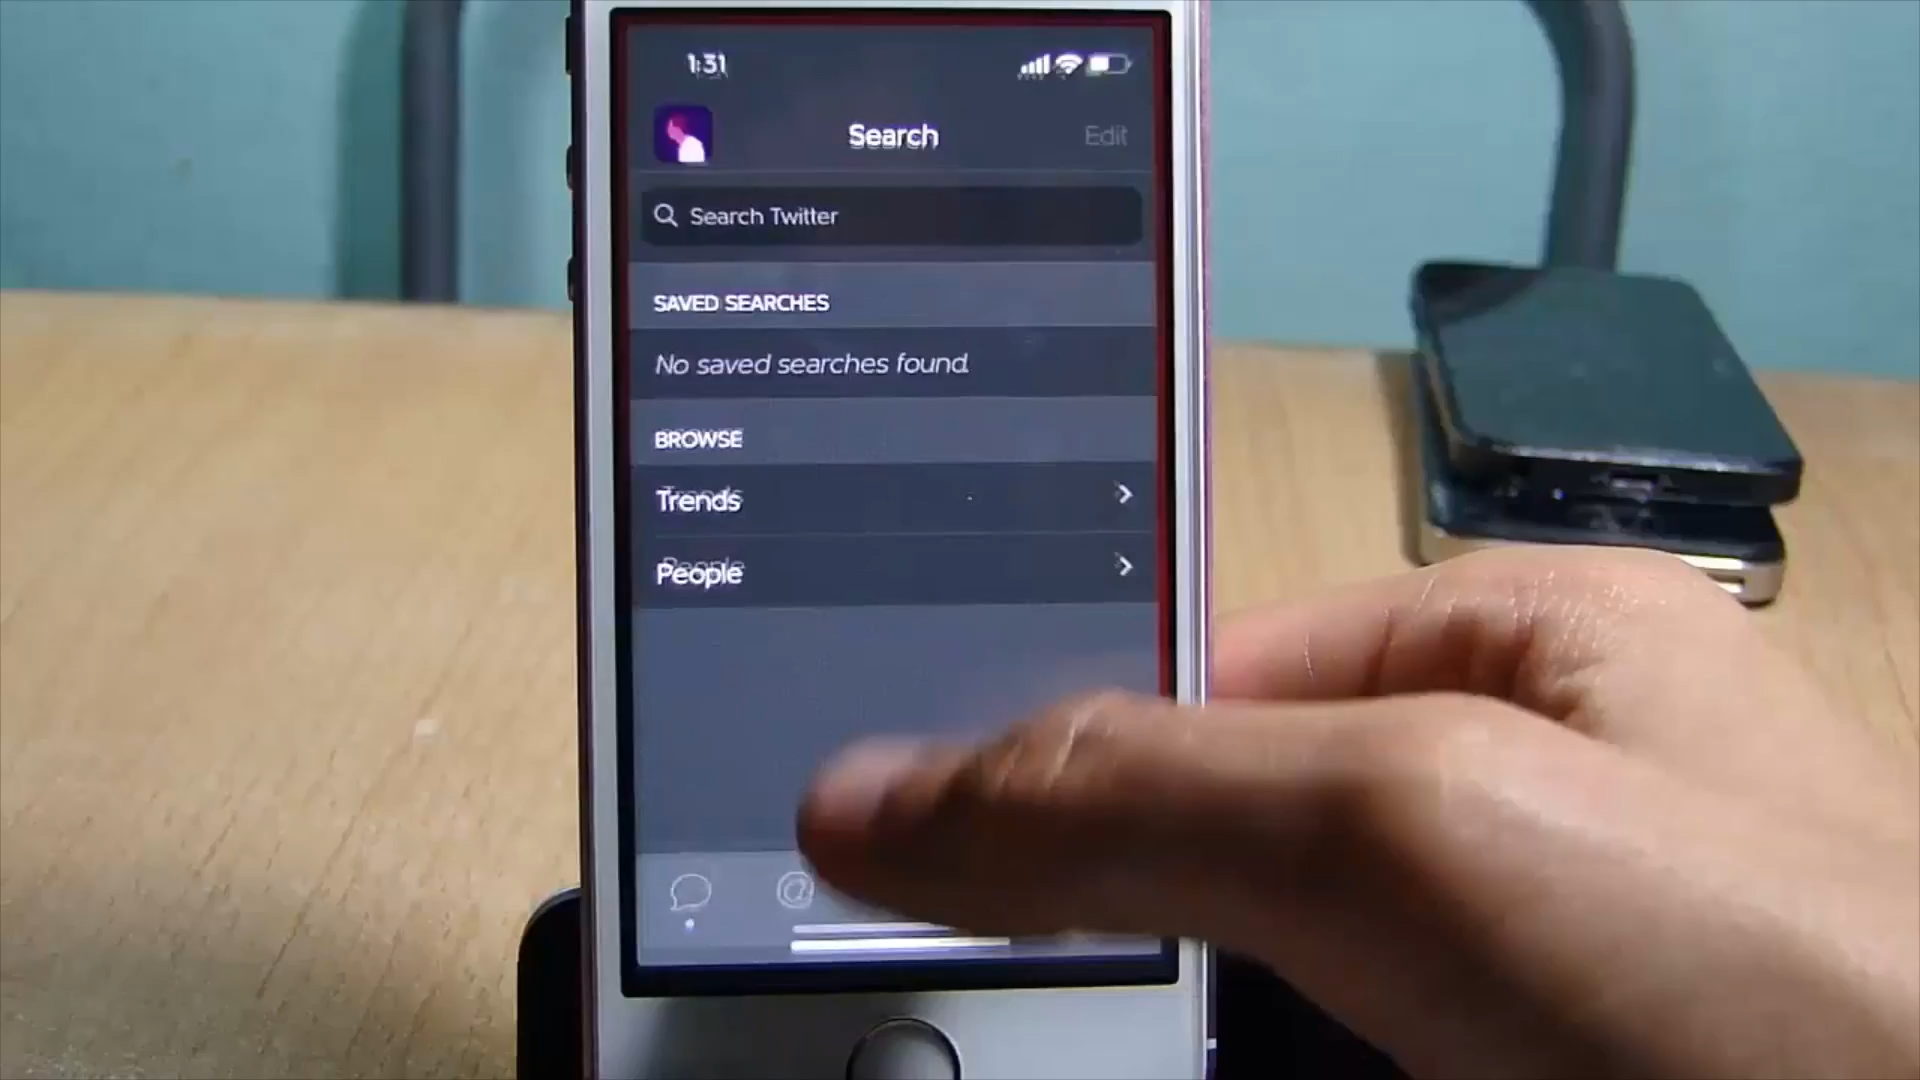 1:31
Search
Edit
Search Twitter
SAVED SEARCHES
No saved searches found.
BROWSE
Trends
People